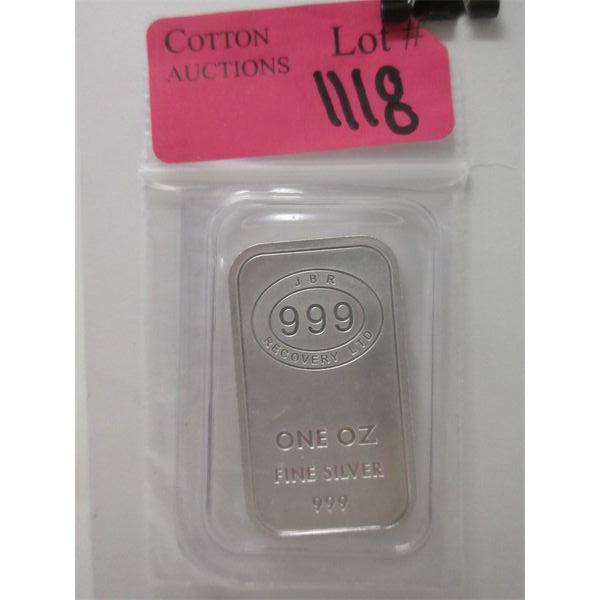 COTTON
AUCTIONS
Lot #
1118
JBR
999
RECOVERY LTD
ONE OZ
FINE SILVER
999